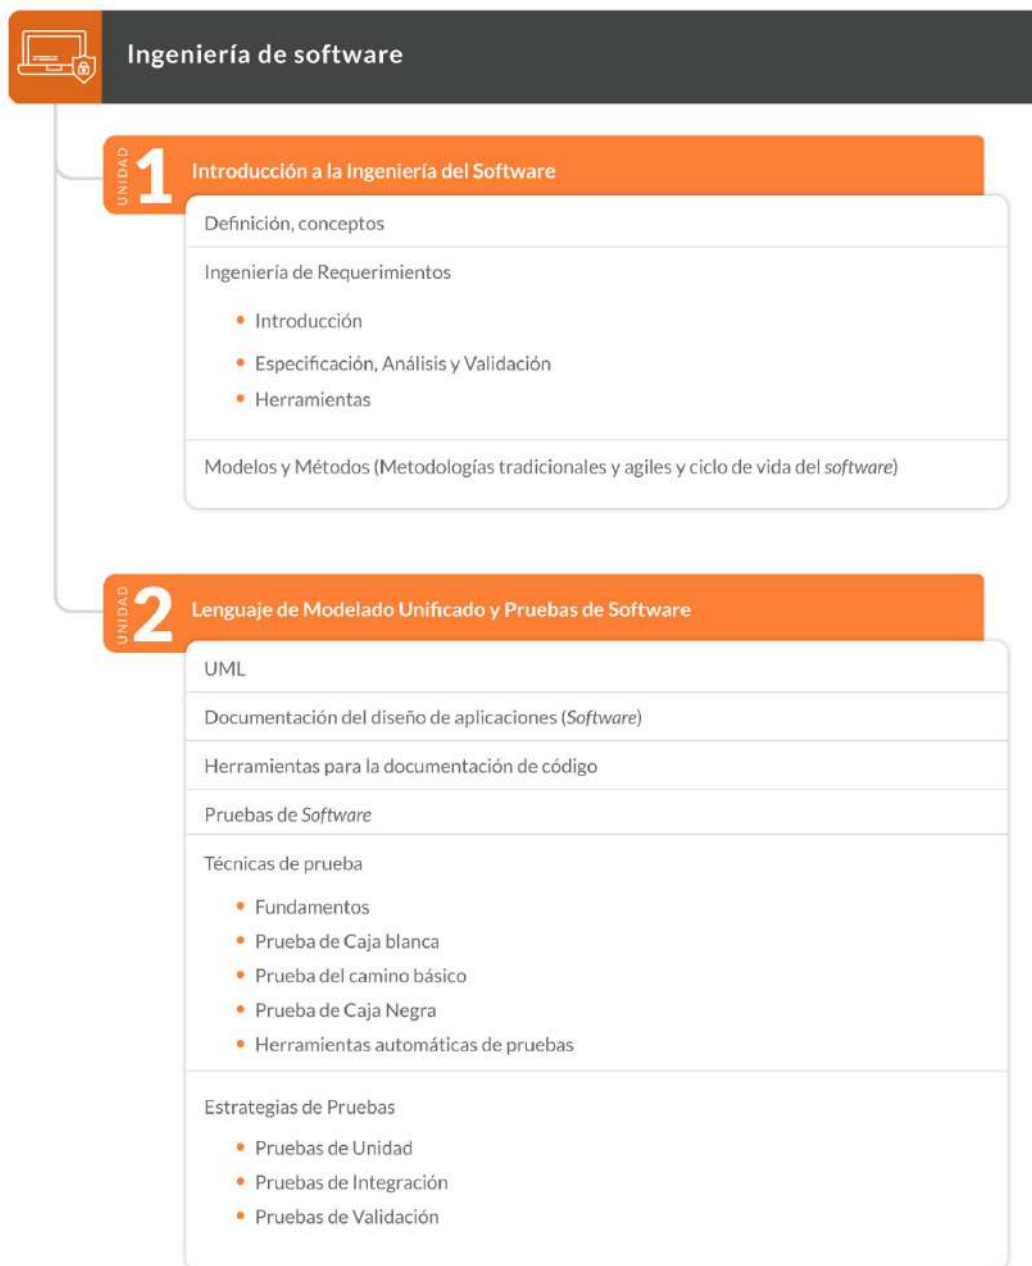 Ingeniería de software
UNIDAD 1 Introducción a la Ingeniería del Software
Definición, conceptos
Ingeniería de Requerimientos
• Introducción
• Especificación, Análisis y Validación
• Herramientas
Modelos y Métodos (Metodologías tradicionales y agiles y ciclo de vida del software)
UNIDAD 2 Lenguaje de Modelado Unificado y Pruebas de Software
UML
Documentación del diseño de aplicaciones (Software)
Herramientas para la documentación de código
Pruebas de Software
Técnicas de prueba
• Fundamentos
• Prueba de Caja blanca
• Prueba del camino básico
• Prueba de Caja Negra
• Herramientas automáticas de pruebas
Estrategias de Pruebas
• Pruebas de Unidad
• Pruebas de Integración
• Pruebas de Validación